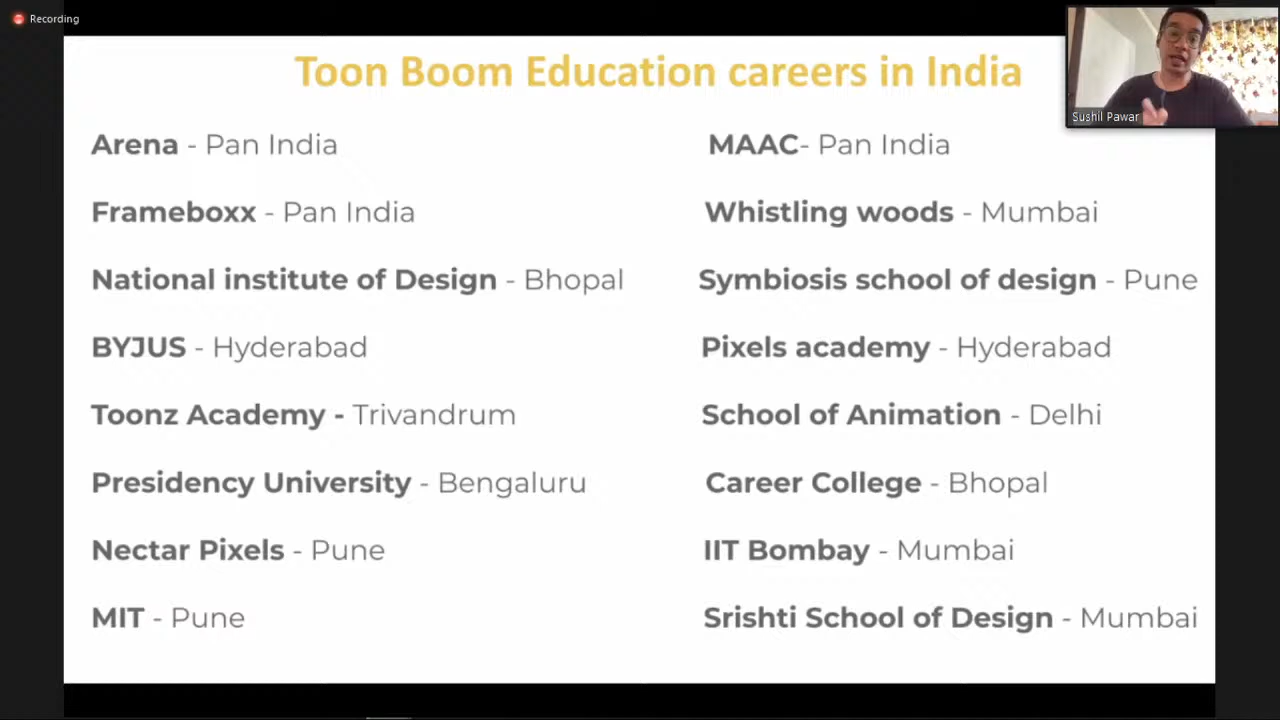 Recording
Toon Boom Education careers in India
Sushil Pawar
Arena - Pan India
MAAC- Pan India
Frameboxx - Pan India
Whistling woods - Mumbai
National institute of Design - Bhopal
Symbiosis school of design - Pune
BYJUS - Hyderabad
Pixels academy - Hyderabad
Toonz Academy - Trivandrum
School of Animation - Delhi
Presidency University - Bengaluru
Career College - Bhopal
Nectar Pixels - Pune
IIT Bombay - Mumbai
MIT - Pune
Srishti School of Design - Mumbai